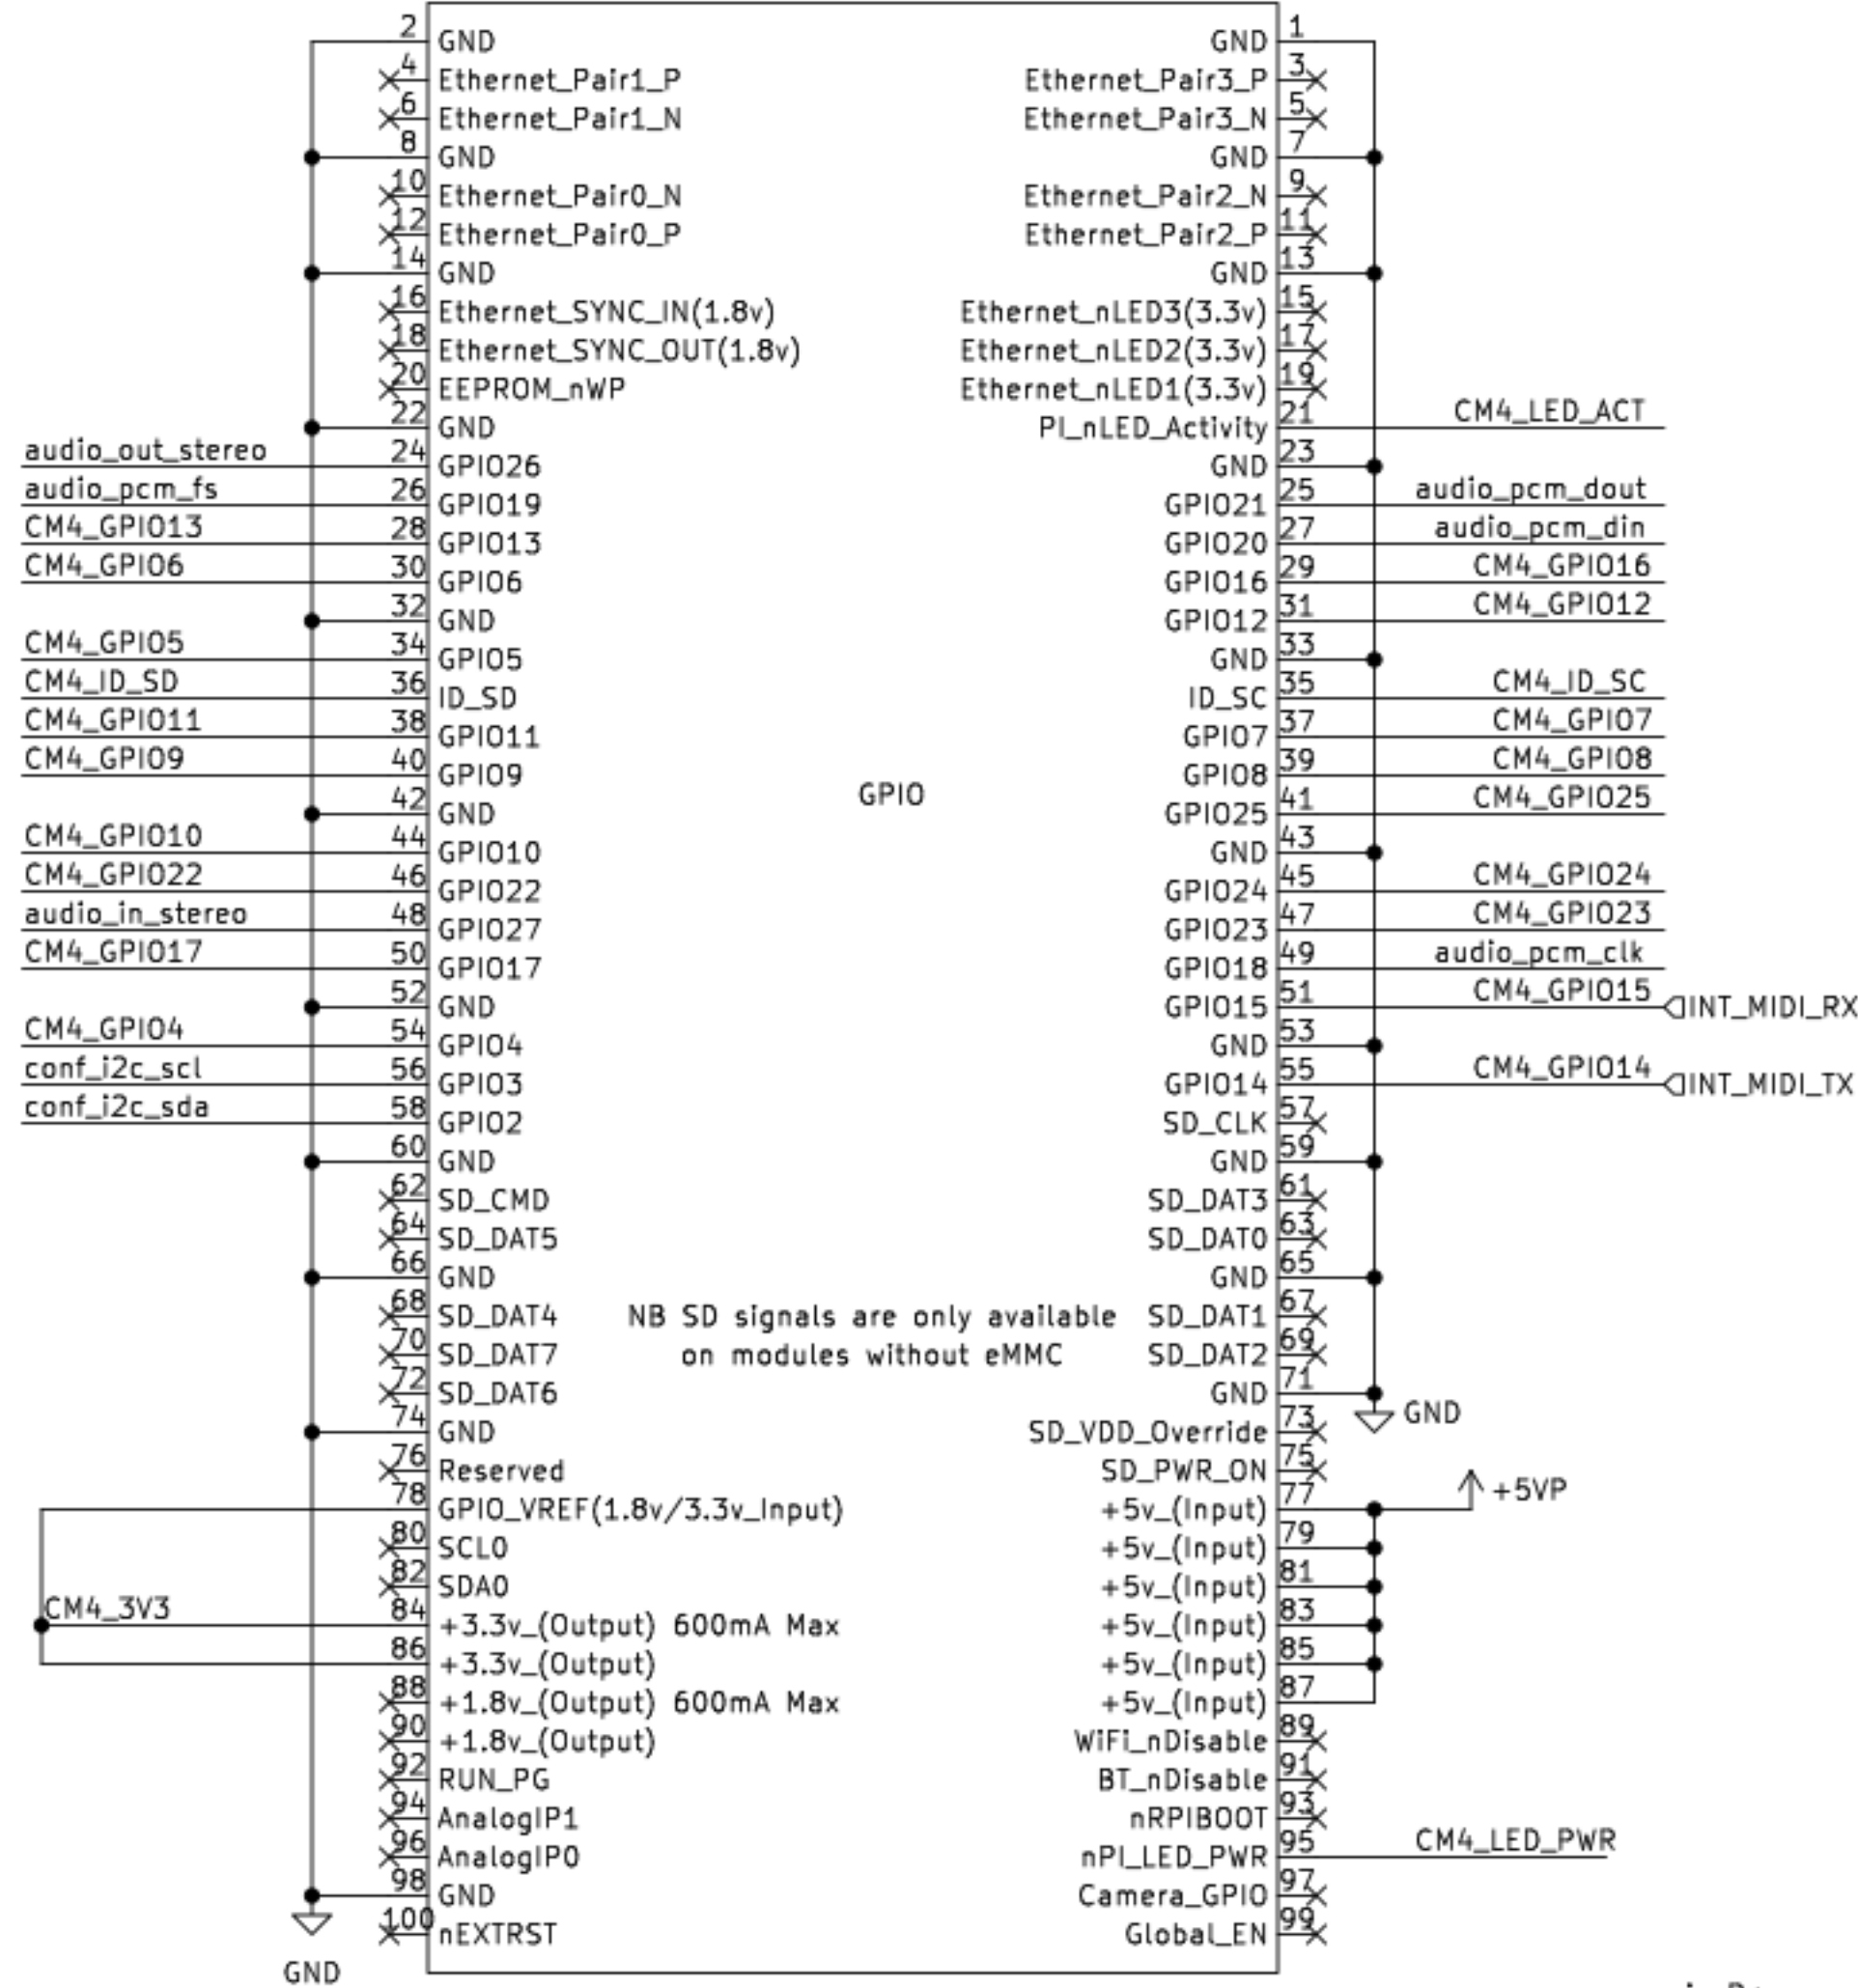 2 GND GND 1
4 Ethernet_Pair1_P Ethernet_Pair3_P 3
6 Ethernet_Pair1_N Ethernet_Pair3_N 5
8 GND GND 7
10 Ethernet_Pair0_N Ethernet_Pair2_N 9
12 Ethernet_Pair0_P Ethernet_Pair2_P 11
14 GND GND 13
16 Ethernet_SYNC_IN(1.8v) Ethernet_nLED3(3.3v) 15
18 Ethernet_SYNC_OUT(1.8v) Ethernet_nLED2(3.3v) 17
20 EEPROM_nWP Ethernet_nLED1(3.3v) 19
22 GND PI_nLED_Activity 21 CM4_LED_ACT
audio_out_stereo 24 GPIO26 GND 23
audio_pcm_fs 26 GPIO19 GPIO21 25 audio_pcm_dout
CM4_GPIO13 28 GPIO13 GPIO20 27 audio_pcm_din
CM4_GPIO6 30 GPIO6 GPIO16 29 CM4_GPIO16
32 GND GPIO12 31 CM4_GPIO12
CM4_GPIO5 34 GPIO5 GND 33
CM4_ID_SD 36 ID_SD ID_SC 35 CM4_ID_SC
CM4_GPIO11 38 GPIO11 GPIO7 37 CM4_GPIO7
CM4_GPIO9 40 GPIO9 GPIO8 39 CM4_GPIO8
GPIO
42 GND GPIO25 41 CM4_GPIO25
CM4_GPIO10 44 GPIO10 GND 43
CM4_GPIO22 46 GPIO22 GPIO24 45 CM4_GPIO24
audio_in_stereo 48 GPIO27 GPIO23 47 CM4_GPIO23
CM4_GPIO17 50 GPIO17 GPIO18 49 audio_pcm_clk
52 GND GPIO15 51 CM4_GPIO15 INT_MIDI_RX
CM4_GPIO4 54 GPIO4 GND 53
conf_i2c_scl 56 GPIO3 GPIO14 55 CM4_GPIO14 INT_MIDI_TX
conf_i2c_sda 58 GPIO2 SD_CLK 57
60 GND GND 59
62 SD_CMD SD_DAT3 61
64 SD_DAT5 SD_DAT0 63
66 GND GND 65
68 SD_DAT4 NB SD signals are only available SD_DAT1 67
70 SD_DAT7 on modules without eMMC SD_DAT2 69
72 SD_DAT6 GND 71 GND
74 GND SD_VDD_Override 73
76 Reserved SD_PWR_ON 75
78 GPIO_VREF(1.8v/3.3v_Input) +5v_(Input) 77 +5VP
80 SCL0 +5v_(Input) 79
82 SDA0 +5v_(Input) 81
CM4_3V3 84 +3.3v_(Output) 600mA Max +5v_(Input) 83
86 +3.3v_(Output) +5v_(Input) 85
88 +1.8v_(Output) 600mA Max +5v_(Input) 87
90 +1.8v_(Output) WiFi_nDisable 89
92 RUN_PG BT_nDisable 91
94 AnalogIP1 nRPIBOOT 93
96 AnalogIP0 nPI_LED_PWR 95 CM4_LED_PWR
98 GND Camera_GPIO 97
100 nEXTRST Global_EN 99
GND